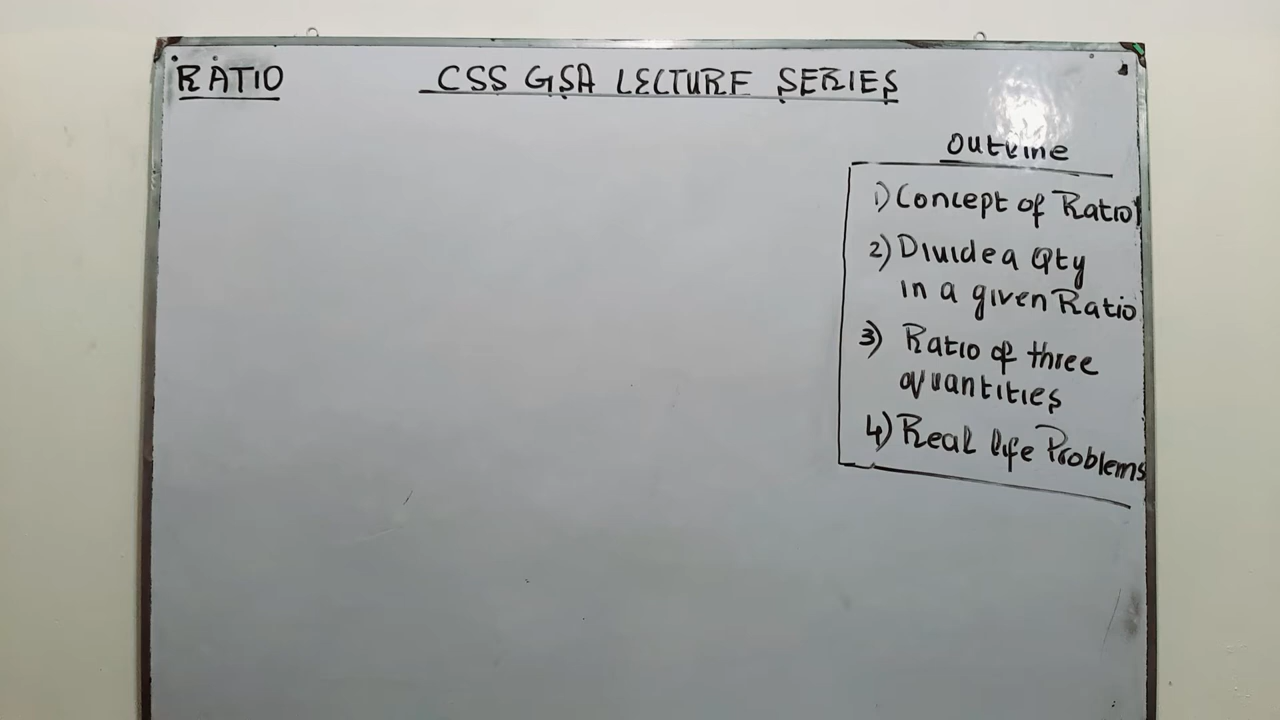 RATIO
CSS GSA LECTURE SERIES
Outline
1) Concept of Ratio
2) Divide a Qty
in a given Ratio
3) Ratio of three
quantities
4) Real life Problems